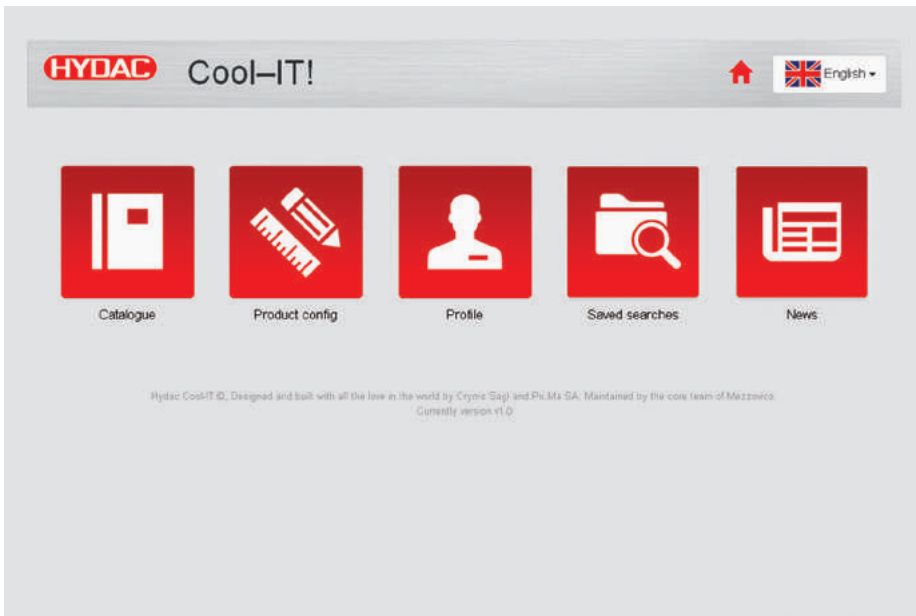 HYDAC
Cool–IT!
English
Catalogue
Product config
Profile
Saved searches
News
Hydac Cool-IT ©, Designed and built with all the love in the world by Cryms Sagl and Pri.Ma SA. Maintained by the core team of Mezzovico.
Currently version v1.0